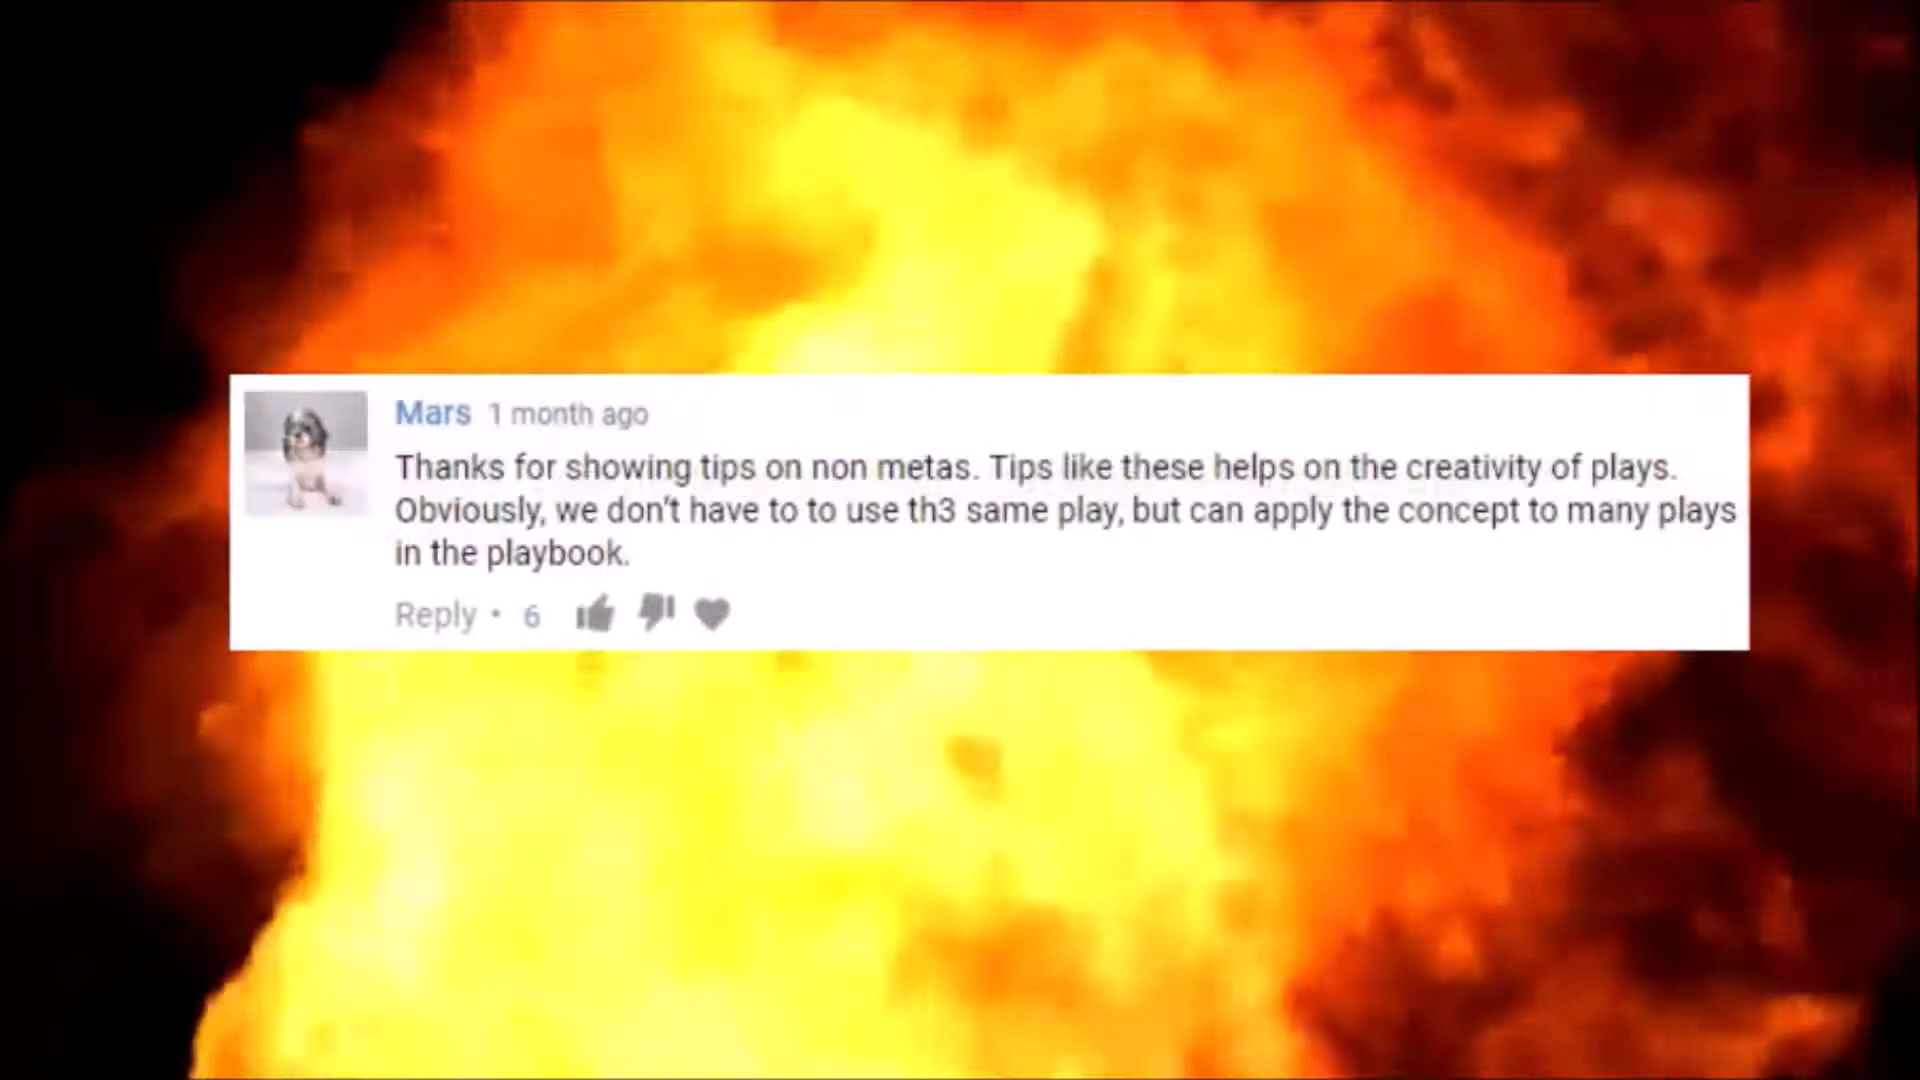 Mars 1 month ago
Thanks for showing tips on non metas. Tips like these helps on the creativity of plays.
Obviously, we don't have to to use th3 same play, but can apply the concept to many plays
in the playbook.
Reply • 6